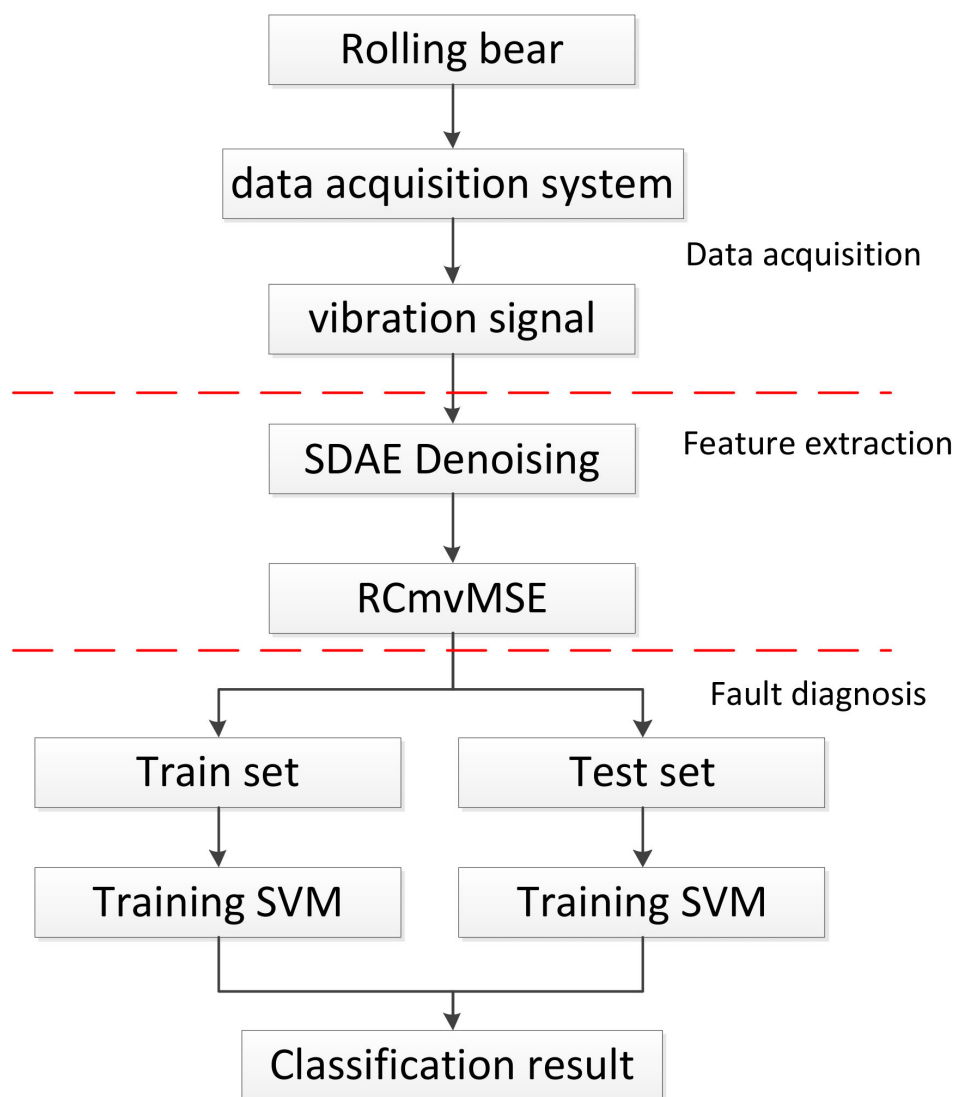 Rolling bear
data acquisition system
Data acquisition
vibration signal
SDAE Denoising
Feature extraction
RCmvMSE
Fault diagnosis
Train set
Test set
Training SVM
Training SVM
Classification result